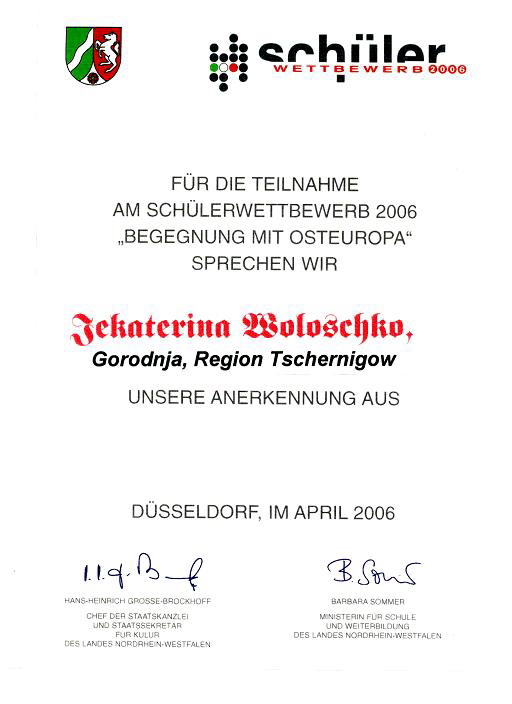 schüler
WETTBEWERB 2006
FÜR DIE TEILNAHME
AM SCHÜLERWETTBEWERB 2006
„BEGEGNUNG MIT OSTEUROPA“
SPRECHEN WIR
Jekaterina Woloschko,
Gorodnja, Region Tschernigow
UNSERE ANERKENNUNG AUS
DÜSSELDORF, IM APRIL 2006
HANS-HEINRICH GROSSE-BROCKHOFF
CHEF DER STAATSKANZLEI
UND STAATSSEKRETÄR
FÜR KULUR
DES LANDES NORDRHEIN-WESTFALEN
B. Sommer
BARBARA SOMMER
MINISTERIN FÜR SCHULE
UND WEITERBILDUNG
DES LANDES NORDRHEIN-WESTFALEN